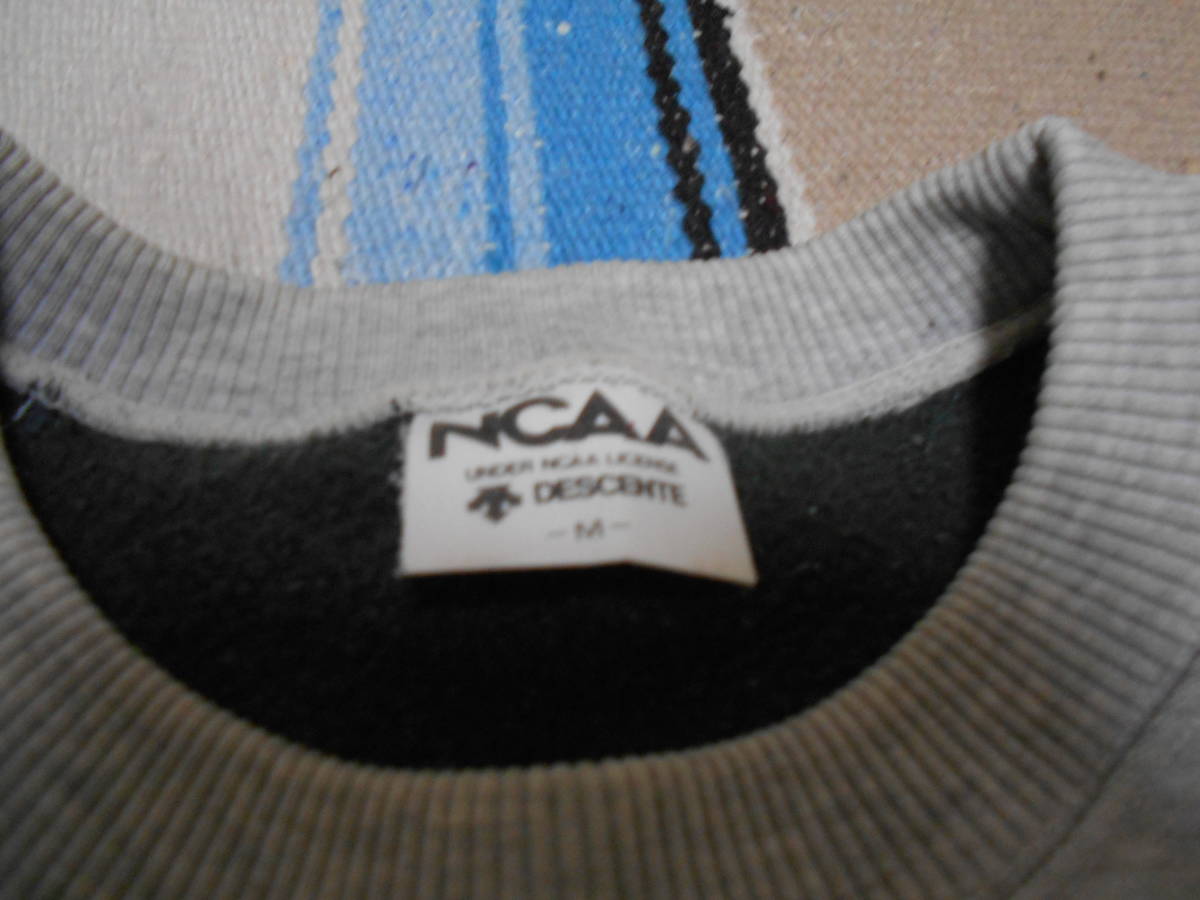 NCAA
UNDER NCAA LICENSE
DESCENTE
-M-